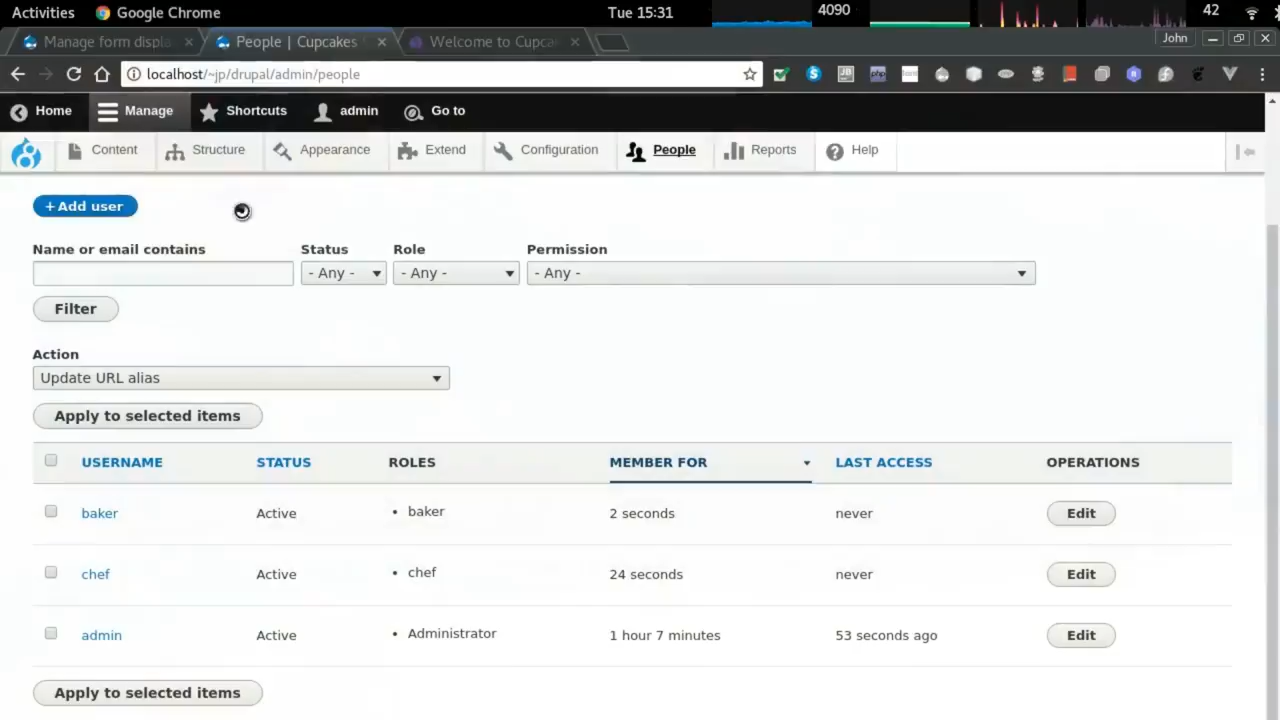 Activities Google Chrome Tue 15:31 4090 42
Manage form displ × People | Cupcakes × Welcome to Cupca × John
localhost/~jp/drupal/admin/people
Home Manage Shortcuts admin Go to
Content Structure Appearance Extend Configuration People Reports Help
+ Add user
Name or email contains Status Role Permission
- Any - - Any - - Any -
Filter
Action
Update URL alias
Apply to selected items
USERNAME STATUS ROLES MEMBER FOR LAST ACCESS OPERATIONS
baker Active • baker 2 seconds never Edit
chef Active • chef 24 seconds never Edit
admin Active • Administrator 1 hour 7 minutes 53 seconds ago Edit
Apply to selected items